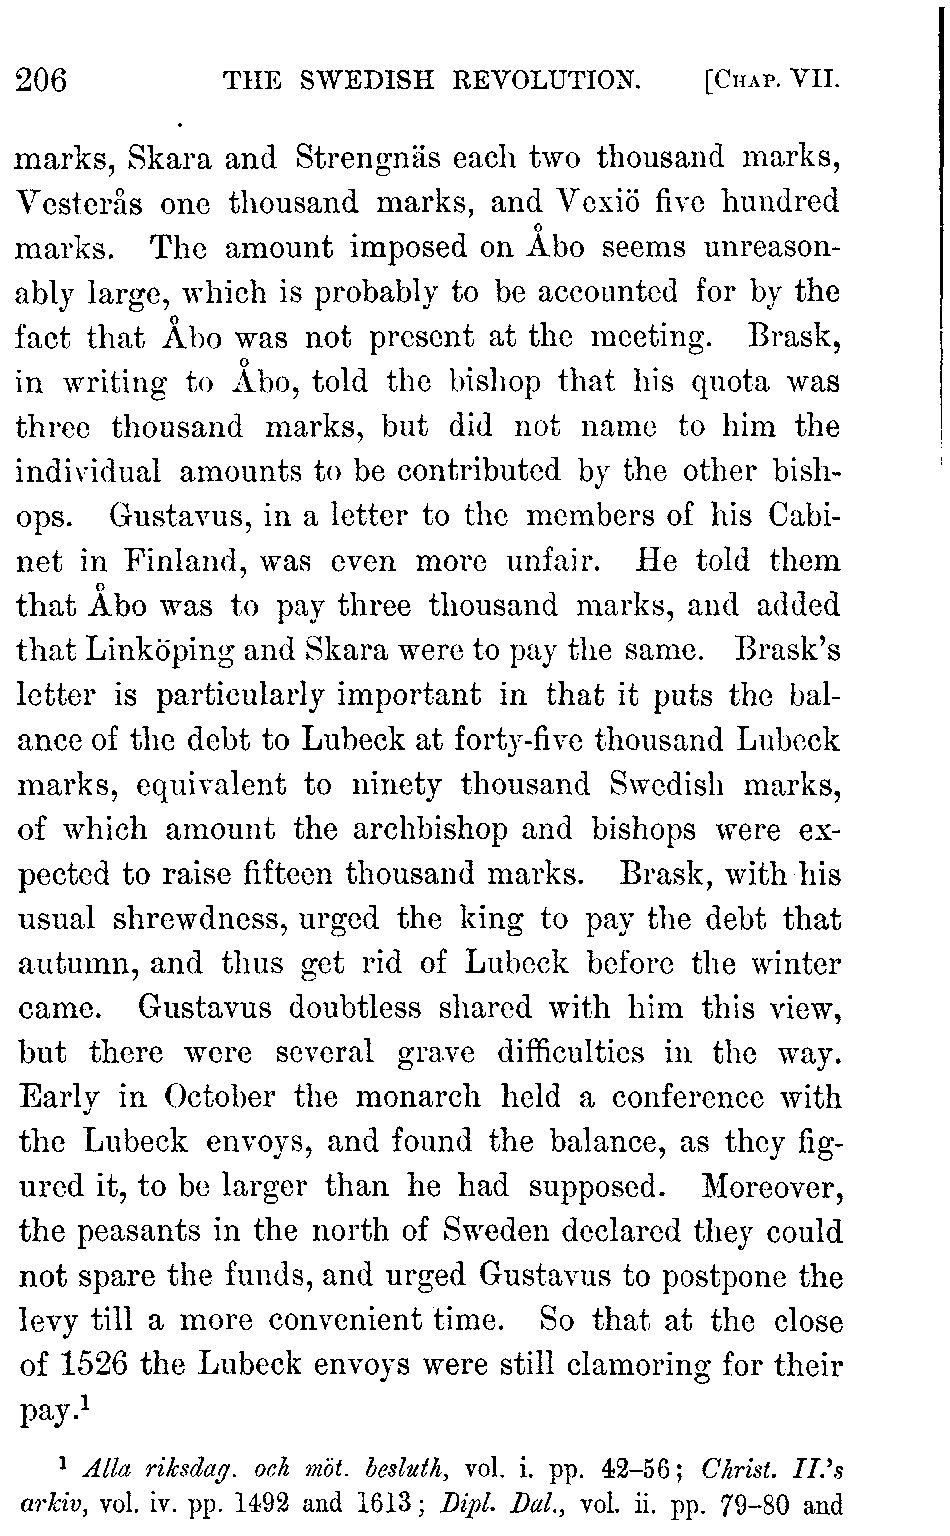 206 THE SWEDISH REVOLUTION. [CHAP. VII.
marks, Skara and Strengnäs each two thousand marks,
Vesterås one thousand marks, and Vexiö five hundred
marks. The amount imposed on Åbo seems unreason-
ably large, which is probably to be accounted for by the
fact that Åbo was not present at the meeting. Brask,
in writing to Åbo, told the bishop that his quota was
three thousand marks, but did not name to him the
individual amounts to be contributed by the other bish-
ops. Gustavus, in a letter to the members of his Cabi-
net in Finland, was even more unfair. He told them
that Åbo was to pay three thousand marks, and added
that Linköping and Skara were to pay the same. Brask's
letter is particularly important in that it puts the bal-
ance of the debt to Lubeck at forty-five thousand Lubeck
marks, equivalent to ninety thousand Swedish marks,
of which amount the archbishop and bishops were ex-
pected to raise fifteen thousand marks. Brask, with his
usual shrewdness, urged the king to pay the debt that
autumn, and thus get rid of Lubeck before the winter
came. Gustavus doubtless shared with him this view,
but there were several grave difficulties in the way.
Early in October the monarch held a conference with
the Lubeck envoys, and found the balance, as they fig-
ured it, to be larger than he had supposed. Moreover,
the peasants in the north of Sweden declared they could
not spare the funds, and urged Gustavus to postpone the
levy till a more convenient time. So that at the close
of 1526 the Lubeck envoys were still clamoring for their
pay.¹
¹ Alla riksdag. och möt. besluth, vol. i. pp. 42–56; Christ. II.'s
arkiv, vol. iv. pp. 1492 and 1613; Dipl. Dal., vol. ii. pp. 79–80 and